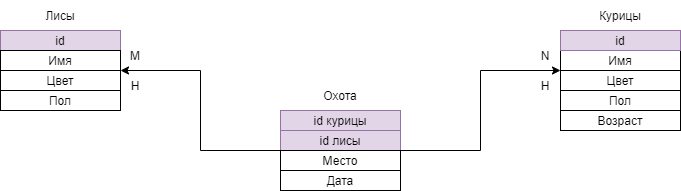 Лисы
id
Имя
Цвет
Пол
M
Н
Охота
id курицы
id лисы
Место
Дата
Курицы
id
Имя
Цвет
Пол
Возраст
N
Н